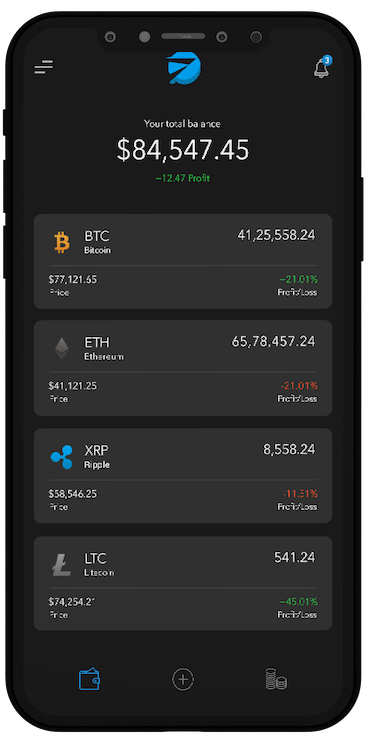 3
Your total balance
$84,547.45
~12.47 Profit
BTC
41,25,558.24
Bitcoin
$77,121.65
~21.01%
Price
Profit/Loss
ETH
65,78,457.24
Ethereum
$41,121.25
-21.01%
Price
Profit/Loss
XRP
8,558.24
Ripple
$58,546.25
-11.51%
Price
Profit/Loss
LTC
541.24
Litecoin
$74,254.21
~45.01%
Price
Profit/Loss